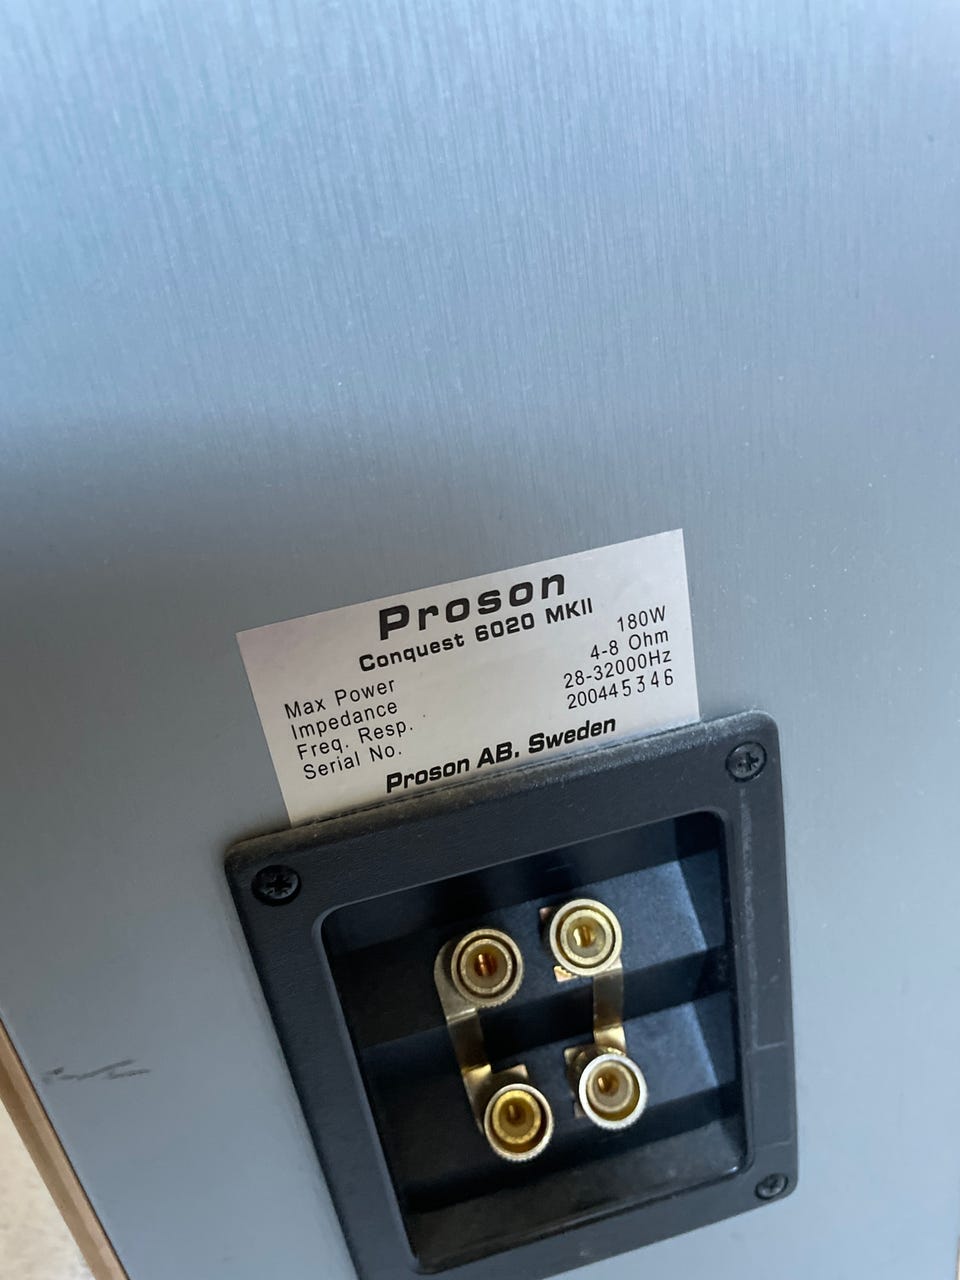 Proson
Conquest 6020 MKII
Max Power 180W
Impedance 4-8 Ohm
Freq. Resp. 28-32000Hz
Serial No. 200445346
Proson AB. Sweden